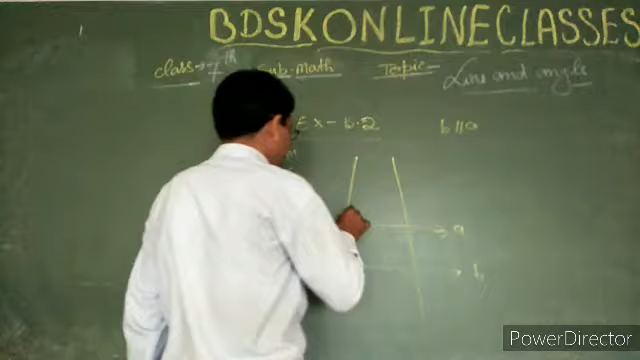 BDSKONLINECLASSES
class → 7th Sub-Math Topic- Line and angle
Ex - 6.2 b || a
a
b
PowerDirector